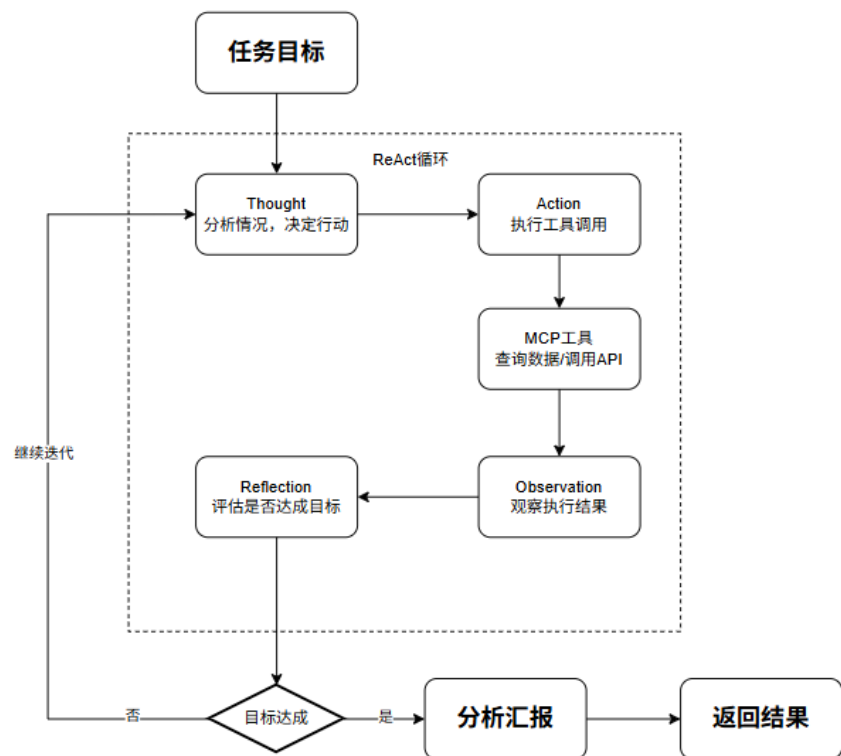 任务目标
ReAct循环
Thought
分析情况，决定行动
Action
执行工具调用
MCP工具
查询数据/调用API
继续迭代
Reflection
评估是否达成目标
Observation
观察执行结果
否
目标达成
是
分析汇报
返回结果